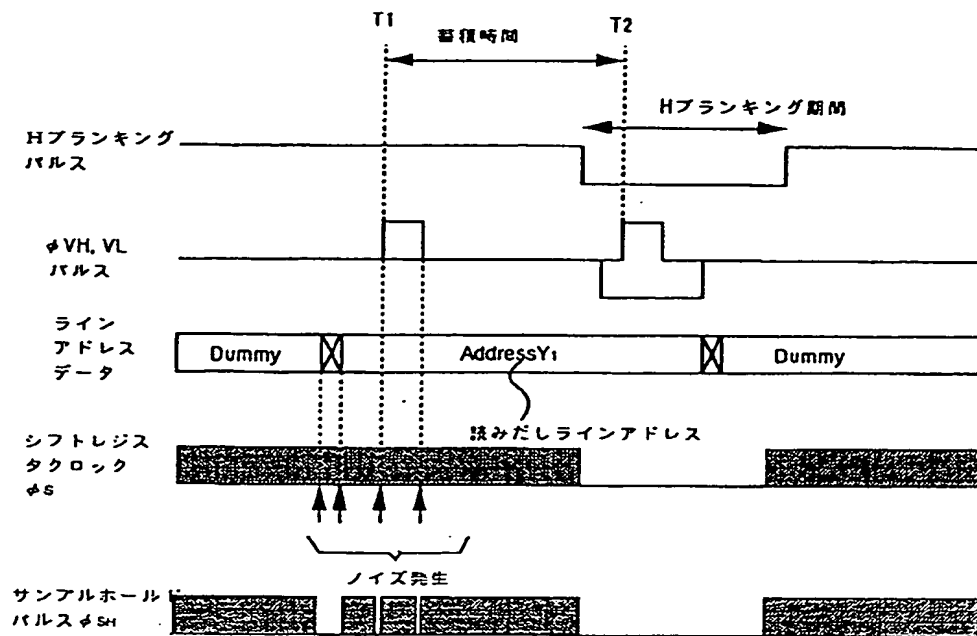 T1
T2
蓄積時間
Hブランキング期間
Hブランキング
パルス
φVH, VL
パルス
ライン
アドレス
データ
Dummy
AddressY1
Dummy
読みだしラインアドレス
シフトレジス
タクロック
φS
ノイズ発生
サンプルホールド
パルスφSH